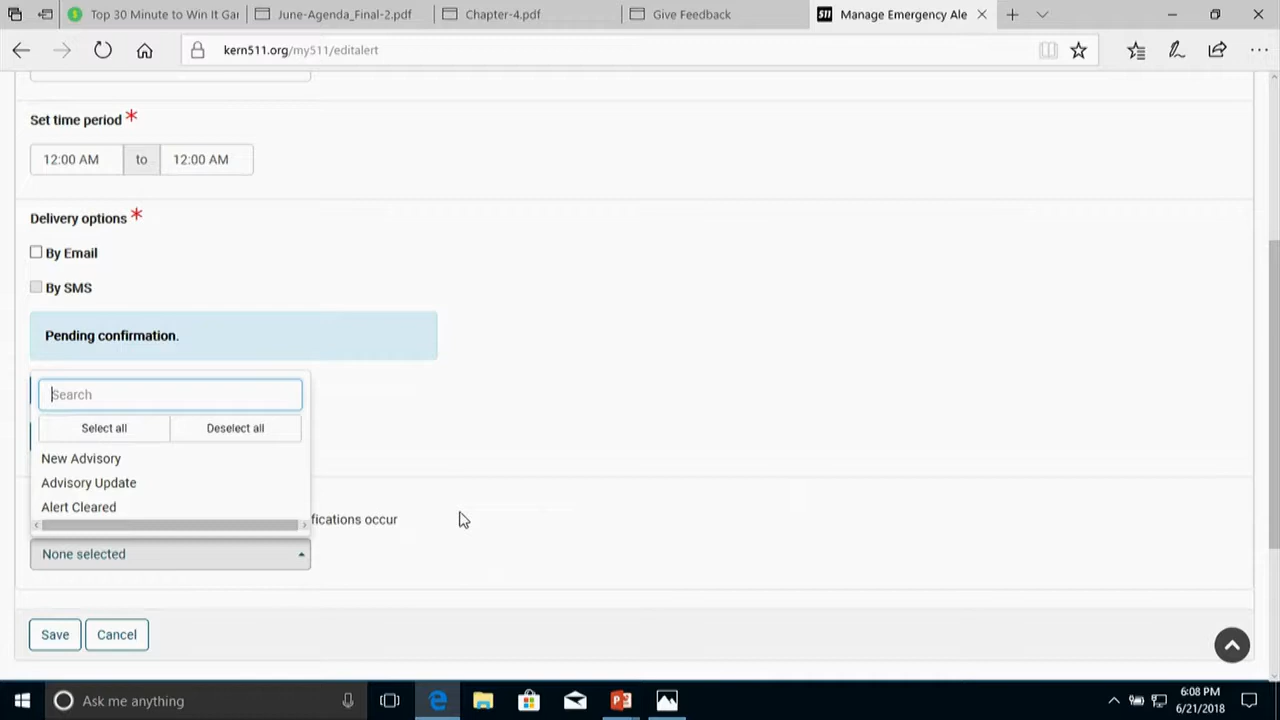 Top 30 Minute to Win It Gar
June-Agenda_Final-2.pdf
Chapter-4.pdf
Give Feedback
511
Manage Emergency Ale
kern511.org/my511/editalert
Set time period *
12:00 AM to 12:00 AM
Delivery options *
By Email
By SMS
Pending confirmation.
Search
Select all
Deselect all
New Advisory
Advisory Update
Alert Cleared
fications occur
None selected
Save
Cancel
Ask me anything
6:08 PM
6/21/2018